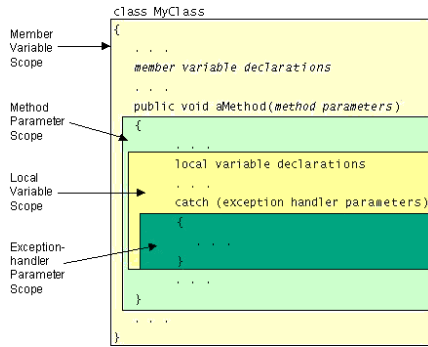 class MyClass
{
. . .
member variable declarations
. . .
public void aMethod(method parameters)
{
. . .
local variable declarations
. . .
catch (exception handler parameters)
{
. . .
}
. . .
}
. . .
}
Member
Variable
Scope
Method
Parameter
Scope
Local
Variable
Scope
Exception-
handler
Parameter
Scope